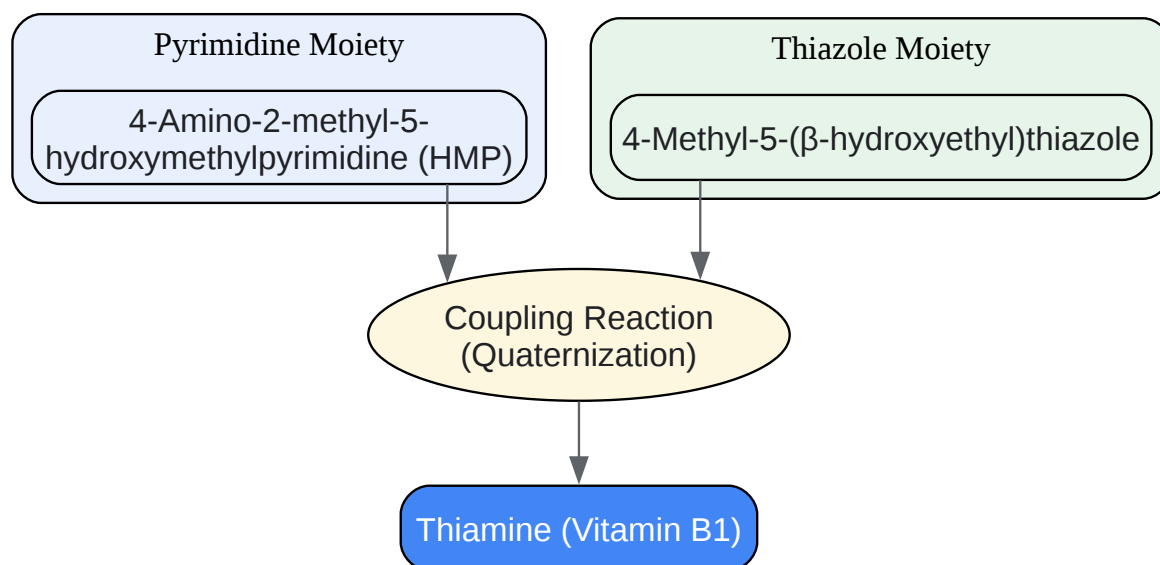 Pyrimidine Moiety
4-Amino-2-methyl-5-
hydroxymethylpyrimidine (HMP)
Thiazole Moiety
4-Methyl-5-(β-hydroxyethyl)thiazole
Coupling Reaction
(Quaternization)
Thiamine (Vitamin B1)